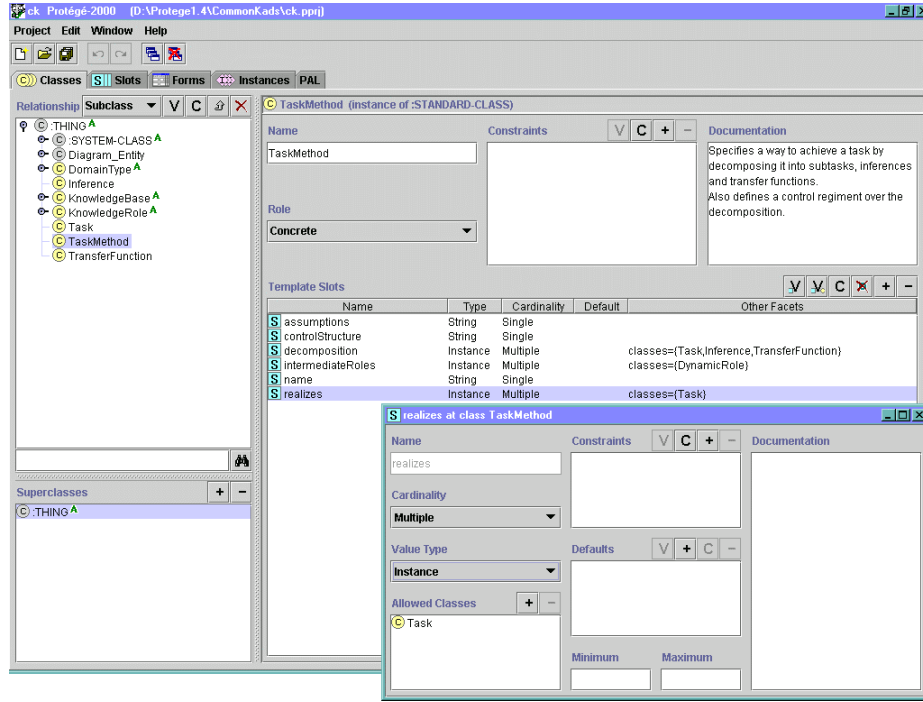 ck Protégé-2000 (D:\Protege1.4\CommonKads\ck.pprj)
Project Edit Window Help
C Classes S Slots Forms Instances PAL
Relationship Subclass V C
:THING A
:SYSTEM-CLASS A
Diagram_Entity
DomainType A
Inference
KnowledgeBase A
KnowledgeRole A
Task
TaskMethod
TransferFunction
Superclasses + -
:THING A
C TaskMethod (instance of :STANDARD-CLASS)
Name Constraints V C + - Documentation
TaskMethod
Specifies a way to achieve a task by
decomposing it into subtasks, inferences
and transfer functions.
Also defines a control regiment over the
decomposition.
Role
Concrete
Template Slots V V C + -
Name Type Cardinality Default Other Facets
S assumptions String Single
S controlStructure String Single
S decomposition Instance Multiple classes={Task,Inference,TransferFunction}
S intermediateRoles Instance Multiple classes={DynamicRole}
S name String Single
S realizes Instance Multiple classes={Task}
S realizes at class TaskMethod
Name Constraints V C + - Documentation
realizes
Cardinality
Multiple
Value Type Defaults V + C -
Instance
Allowed Classes + -
C Task
Minimum Maximum